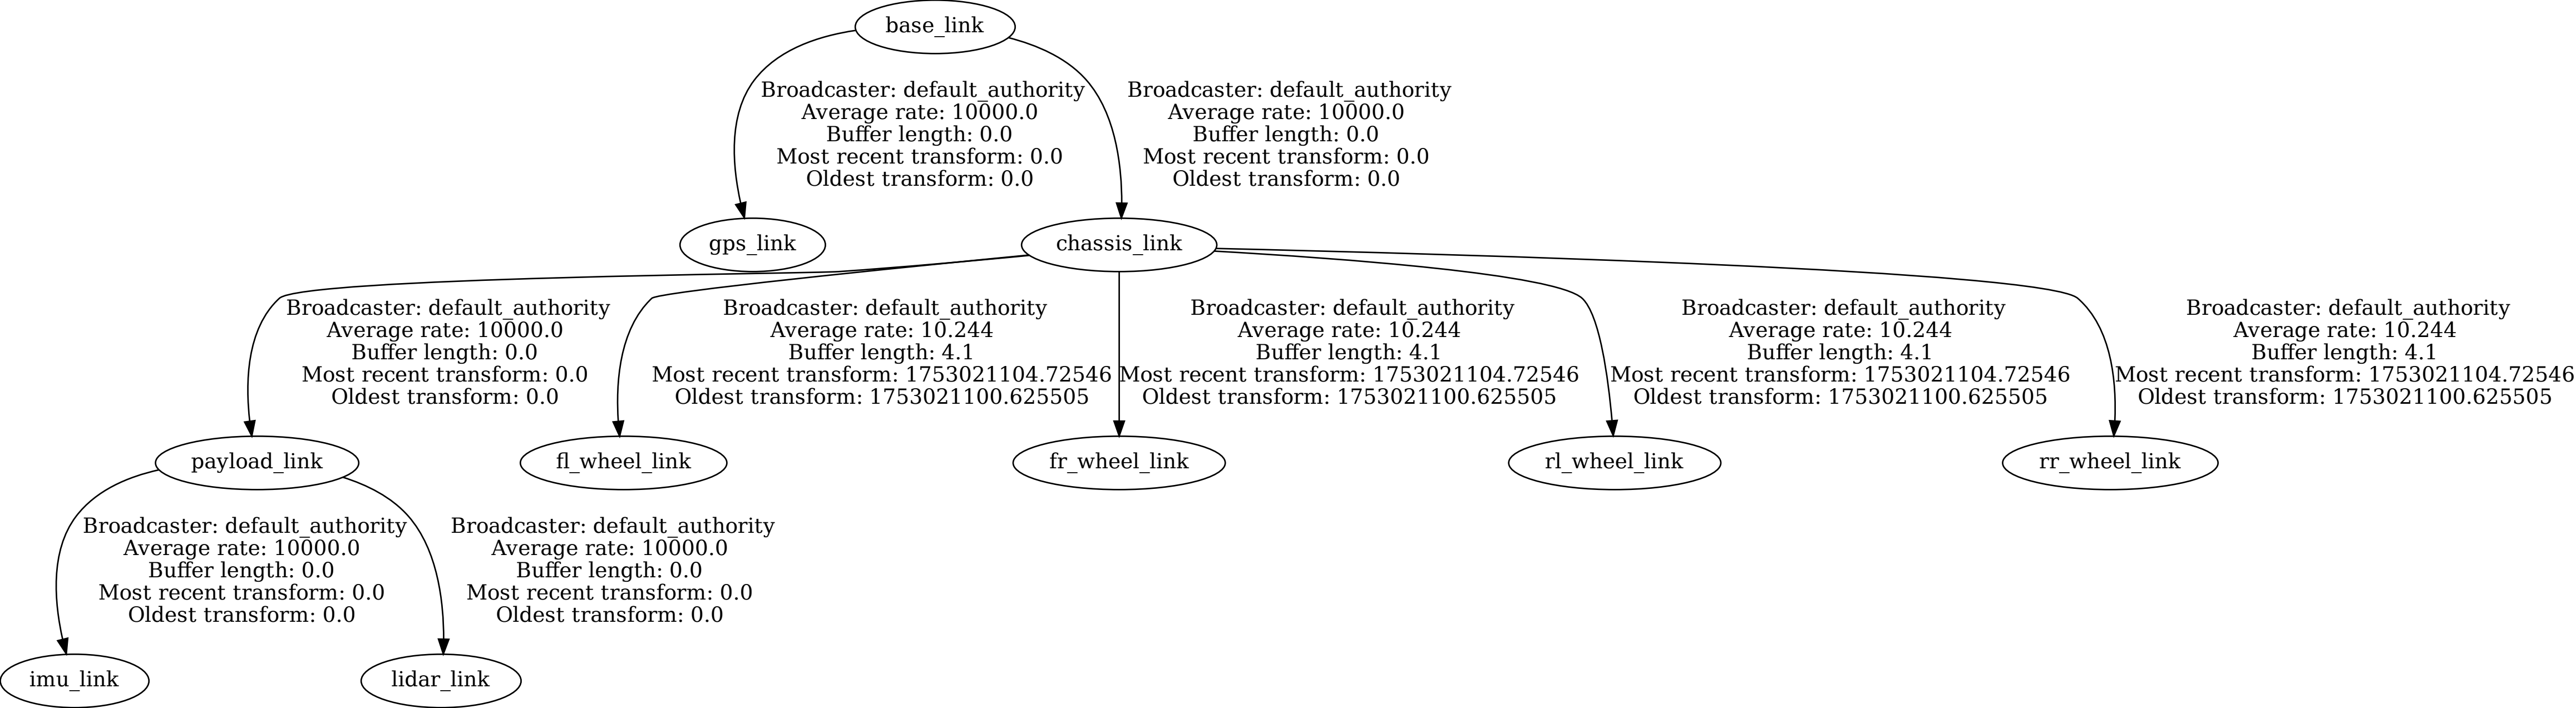 base_link
Broadcaster: default_authority
Average rate: 10000.0
Buffer length: 0.0
Most recent transform: 0.0
Oldest transform: 0.0
Broadcaster: default_authority
Average rate: 10000.0
Buffer length: 0.0
Most recent transform: 0.0
Oldest transform: 0.0
gps_link
chassis_link
Broadcaster: default_authority
Average rate: 10000.0
Buffer length: 0.0
Most recent transform: 0.0
Oldest transform: 0.0
Broadcaster: default_authority
Average rate: 10.244
Buffer length: 4.1
Most recent transform: 1753021104.72546
Oldest transform: 1753021100.625505
Broadcaster: default_authority
Average rate: 10.244
Buffer length: 4.1
Most recent transform: 1753021104.72546
Oldest transform: 1753021100.625505
Broadcaster: default_authority
Average rate: 10.244
Buffer length: 4.1
Most recent transform: 1753021104.72546
Oldest transform: 1753021100.625505
Broadcaster: default_authority
Average rate: 10.244
Buffer length: 4.1
Most recent transform: 1753021104.72546
Oldest transform: 1753021100.625505
payload_link
fl_wheel_link
fr_wheel_link
rl_wheel_link
rr_wheel_link
Broadcaster: default_authority
Average rate: 10000.0
Buffer length: 0.0
Most recent transform: 0.0
Oldest transform: 0.0
Broadcaster: default_authority
Average rate: 10000.0
Buffer length: 0.0
Most recent transform: 0.0
Oldest transform: 0.0
imu_link
lidar_link